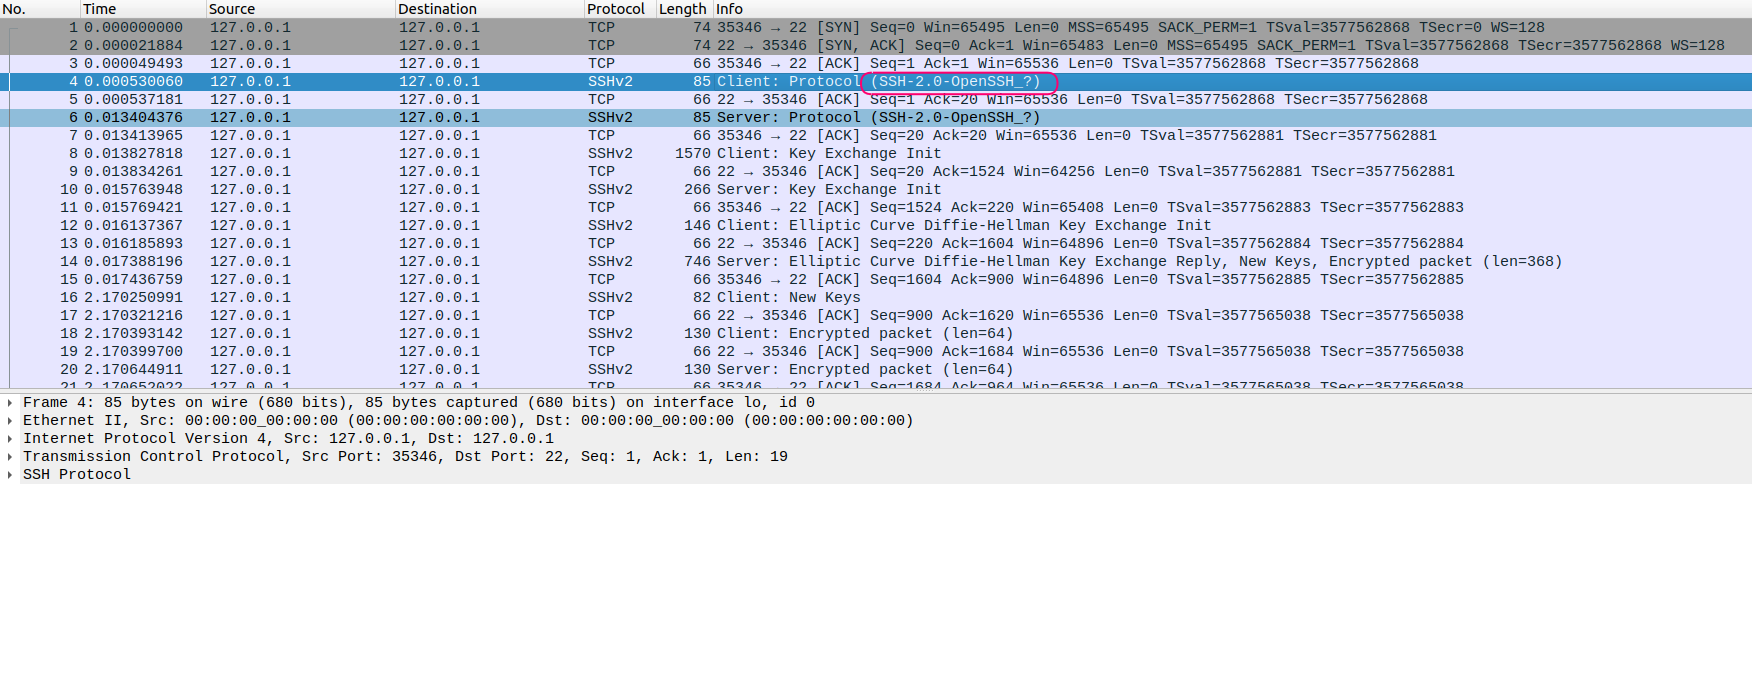 No. Time Source Destination Protocol Length Info
1 0.000000000 127.0.0.1 127.0.0.1 TCP 74 35346 → 22 [SYN] Seq=0 Win=65495 Len=0 MSS=65495 SACK_PERM=1 TSval=3577562868 TSecr=0 WS=128
2 0.000021884 127.0.0.1 127.0.0.1 TCP 74 22 → 35346 [SYN, ACK] Seq=0 Ack=1 Win=65483 Len=0 MSS=65495 SACK_PERM=1 TSval=3577562868 TSecr=3577562868 WS=128
3 0.000049493 127.0.0.1 127.0.0.1 TCP 66 35346 → 22 [ACK] Seq=1 Ack=1 Win=65536 Len=0 TSval=3577562868 TSecr=3577562868
4 0.000530060 127.0.0.1 127.0.0.1 SSHv2 85 Client: Protocol (SSH-2.0-OpenSSH_?)
5 0.000537181 127.0.0.1 127.0.0.1 TCP 66 22 → 35346 [ACK] Seq=1 Ack=20 Win=65536 Len=0 TSval=3577562868 TSecr=3577562868
6 0.013404376 127.0.0.1 127.0.0.1 SSHv2 85 Server: Protocol (SSH-2.0-OpenSSH_?)
7 0.013413965 127.0.0.1 127.0.0.1 TCP 66 35346 → 22 [ACK] Seq=20 Ack=20 Win=65536 Len=0 TSval=3577562881 TSecr=3577562881
8 0.013827818 127.0.0.1 127.0.0.1 SSHv2 1570 Client: Key Exchange Init
9 0.013834261 127.0.0.1 127.0.0.1 TCP 66 22 → 35346 [ACK] Seq=20 Ack=1524 Win=64256 Len=0 TSval=3577562881 TSecr=3577562881
10 0.015763948 127.0.0.1 127.0.0.1 SSHv2 266 Server: Key Exchange Init
11 0.015769421 127.0.0.1 127.0.0.1 TCP 66 35346 → 22 [ACK] Seq=1524 Ack=220 Win=65408 Len=0 TSval=3577562883 TSecr=3577562883
12 0.016137367 127.0.0.1 127.0.0.1 SSHv2 146 Client: Elliptic Curve Diffie-Hellman Key Exchange Init
13 0.016185893 127.0.0.1 127.0.0.1 TCP 66 22 → 35346 [ACK] Seq=220 Ack=1604 Win=64896 Len=0 TSval=3577562884 TSecr=3577562884
14 0.017388196 127.0.0.1 127.0.0.1 SSHv2 746 Server: Elliptic Curve Diffie-Hellman Key Exchange Reply, New Keys, Encrypted packet (len=368)
15 0.017436759 127.0.0.1 127.0.0.1 TCP 66 35346 → 22 [ACK] Seq=1604 Ack=900 Win=64896 Len=0 TSval=3577562885 TSecr=3577562885
16 2.170250991 127.0.0.1 127.0.0.1 SSHv2 82 Client: New Keys
17 2.170321216 127.0.0.1 127.0.0.1 TCP 66 22 → 35346 [ACK] Seq=900 Ack=1620 Win=65536 Len=0 TSval=3577565038 TSecr=3577565038
18 2.170393142 127.0.0.1 127.0.0.1 SSHv2 130 Client: Encrypted packet (len=64)
19 2.170399700 127.0.0.1 127.0.0.1 TCP 66 22 → 35346 [ACK] Seq=900 Ack=1684 Win=65536 Len=0 TSval=3577565038 TSecr=3577565038
20 2.170644911 127.0.0.1 127.0.0.1 SSHv2 130 Server: Encrypted packet (len=64)
21 2.170652022 127.0.0.1 127.0.0.1 TCP 66 35346 → 22 [ACK] Seq=1684 Ack=964 Win=65536 Len=0 TSval=3577565038 TSecr=3577565038
Frame 4: 85 bytes on wire (680 bits), 85 bytes captured (680 bits) on interface lo, id 0
Ethernet II, Src: 00:00:00_00:00:00 (00:00:00:00:00:00), Dst: 00:00:00_00:00:00 (00:00:00:00:00:00)
Internet Protocol Version 4, Src: 127.0.0.1, Dst: 127.0.0.1
Transmission Control Protocol, Src Port: 35346, Dst Port: 22, Seq: 1, Ack: 1, Len: 19
SSH Protocol